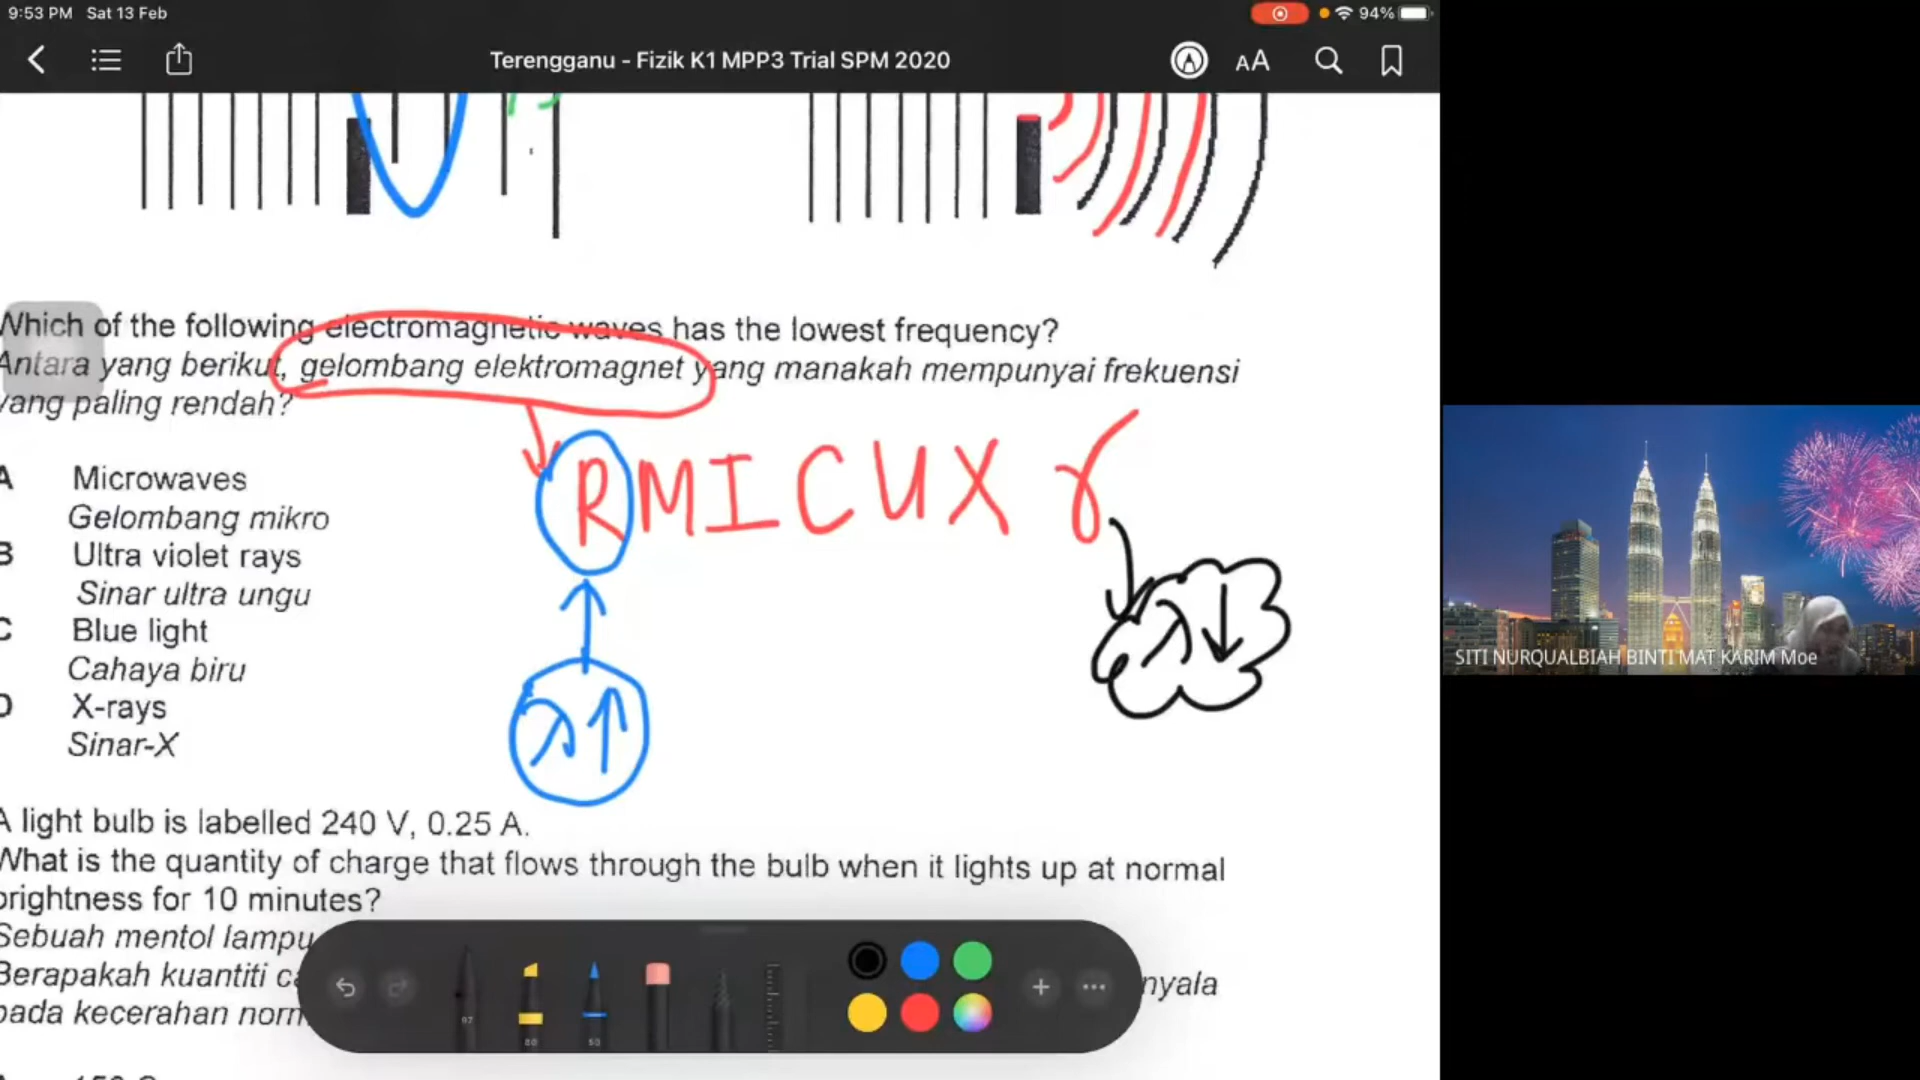 9:53 PM Sat 13 Feb
94%
Terengganu - Fizik K1 MPP3 Trial SPM 2020
AA
Which of the following electromagnetic waves has the lowest frequency?
Antara yang berikut, gelombang elektromagnet yang manakah mempunyai frekuensi
yang paling rendah?
R M I C U X γ
A Microwaves
Gelombang mikro
B Ultra violet rays
Sinar ultra ungu
C Blue light
Cahaya biru
D X-rays
Sinar-X
λ ↑
λ ↓
A light bulb is labelled 240 V, 0.25 A.
What is the quantity of charge that flows through the bulb when it lights up at normal
brightness for 10 minutes?
Sebuah mentol lampu
Berapakah kuantiti nyala
pada kecerahan
97
80
50
SITI NURQUALBIAH BINTI MAT KARIM Moe